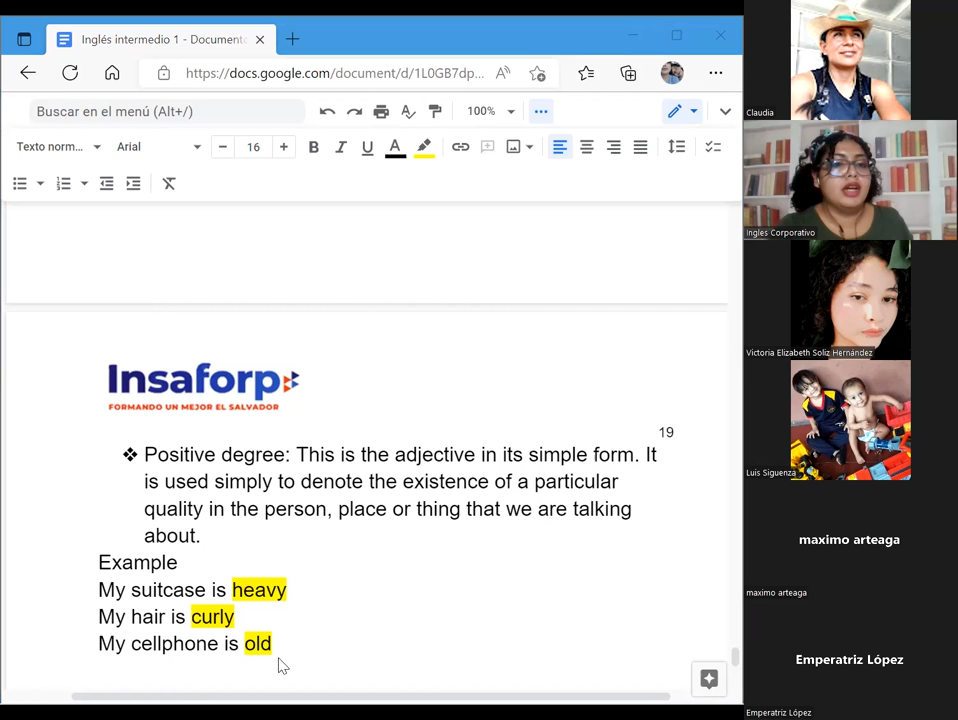 Inglés intermedio 1 - Document
https://docs.google.com/document/d/1L0GB7dp...
Buscar en el menú (Alt+/)
100%
Texto norm...
Arial
16
Insaforp
FORMANDO UN MEJOR EL SALVADOR
19
❖ Positive degree: This is the adjective in its simple form. It
is used simply to denote the existence of a particular
quality in the person, place or thing that we are talking
about.
Example
My suitcase is heavy
My hair is curly
My cellphone is old
Claudia
Ingles Corporativo
Victoria Elizabeth Soliz Hernández
Luis Siguenza
maximo arteaga
maximo arteaga
Emperatriz López
Emperatriz López